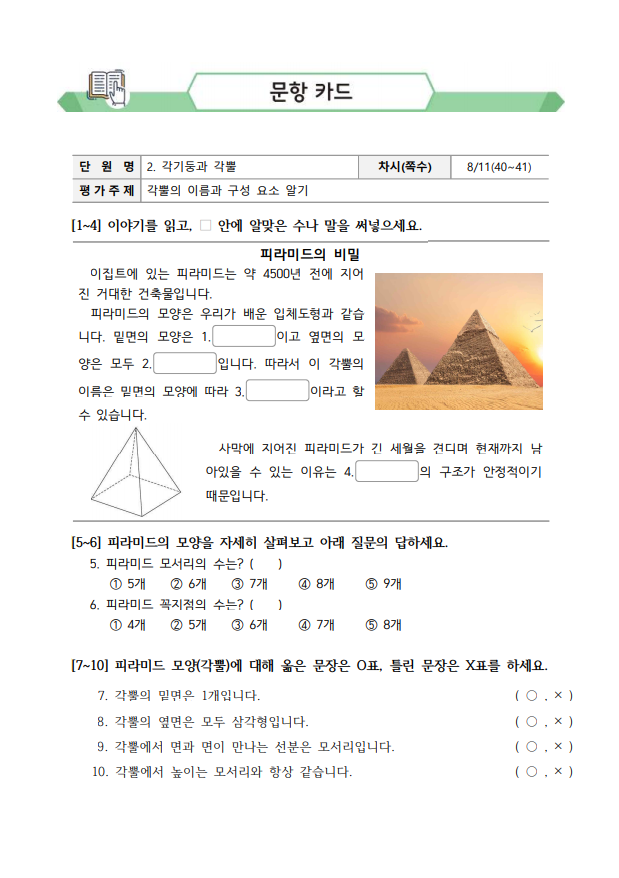 문항 카드
단 원 명 2. 각기둥과 각뿔 차시(쪽수) 8/11(40~41)
평가주제 각뿔의 이름과 구성 요소 알기
[1~4] 이야기를 읽고, □ 안에 알맞은 수나 말을 써넣으세요.
피라미드의 비밀
이집트에 있는 피라미드는 약 4500년 전에 지어
진 거대한 건축물입니다.
피라미드의 모양은 우리가 배운 입체도형과 같습
니다. 밑면의 모양은 1. 이고 옆면의 모
양은 모두 2. 입니다. 따라서 이 각뿔의
이름은 밑면의 모양에 따라 3. 이라고 할
수 있습니다.
사막에 지어진 피라미드가 긴 세월을 견디며 현재까지 남
아있을 수 있는 이유는 4. 의 구조가 안정적이기
때문입니다.
[5~6] 피라미드의 모양을 자세히 살펴보고 아래 질문의 답하세요.
5. 피라미드 모서리의 수는? ( )
① 5개 ② 6개 ③ 7개 ④ 8개 ⑤ 9개
6. 피라미드 꼭지점의 수는? ( )
① 4개 ② 5개 ③ 6개 ④ 7개 ⑤ 8개
[7~10] 피라미드 모양(각뿔)에 대해 옳은 문장은 O표, 틀린 문장은 X표를 하세요.
7. 각뿔의 밑면은 1개입니다. ( ○ , × )
8. 각뿔의 옆면은 모두 삼각형입니다. ( ○ , × )
9. 각뿔에서 면과 면이 만나는 선분은 모서리입니다. ( ○ , × )
10. 각뿔에서 높이는 모서리와 항상 같습니다. ( ○ , × )